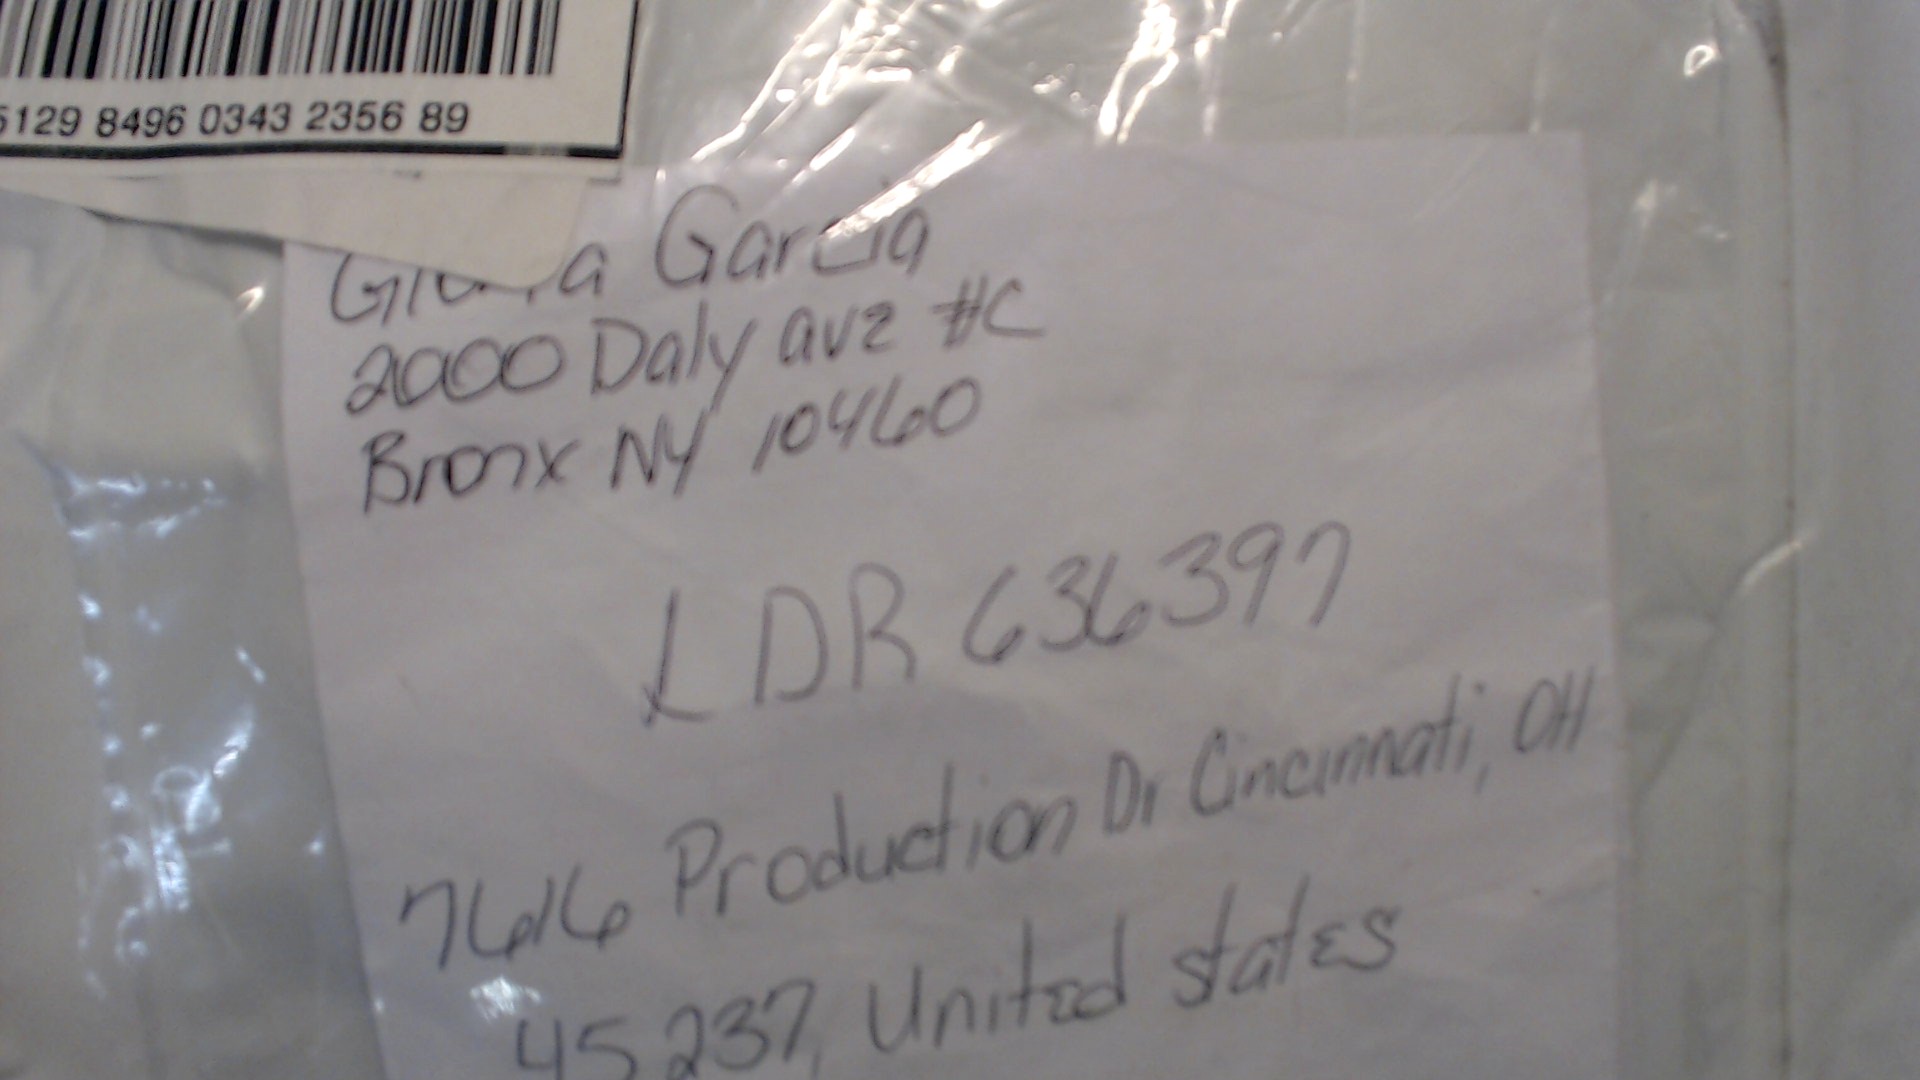 5129 8496 0343 2356 89
Garcia
2000 Daly ave #C
Bronx NY 10460
LDR 636397
7616 Production Dr Cincinnati, OH
45237, United states